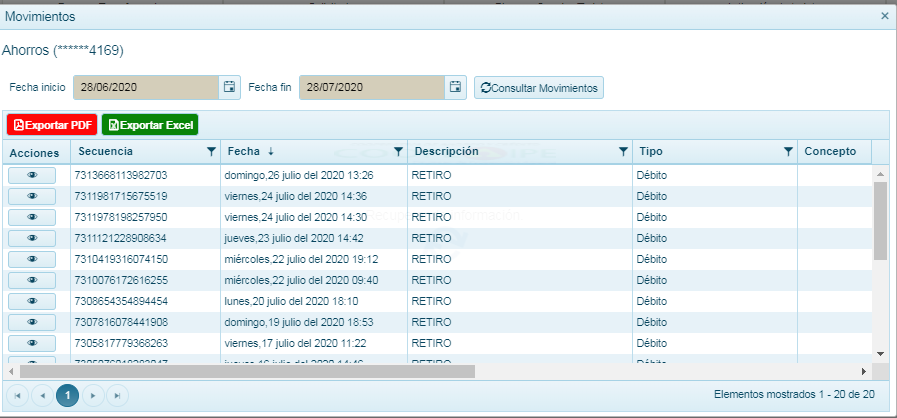 Movimientos ×
Ahorros (******4169)
Fecha inicio 28/06/2020 Fecha fin 28/07/2020 Consultar Movimientos
Exportar PDF Exportar Excel
Acciones Secuencia Fecha ↓ Descripción Tipo Concepto
7313668113982703 domingo,26 julio del 2020 13:26 RETIRO Débito
7311981715675519 viernes,24 julio del 2020 14:36 RETIRO Débito
7311978198257950 viernes,24 julio del 2020 14:30 RETIRO Débito
7311121228908634 jueves,23 julio del 2020 14:42 RETIRO Débito
7310419316074150 miércoles,22 julio del 2020 19:12 RETIRO Débito
7310076172616255 miércoles,22 julio del 2020 09:40 RETIRO Débito
7308654354894454 lunes,20 julio del 2020 18:10 RETIRO Débito
7307816078441908 domingo,19 julio del 2020 18:53 RETIRO Débito
7305817779368263 viernes,17 julio del 2020 11:22 RETIRO Débito
1
Elementos mostrados 1 - 20 de 20